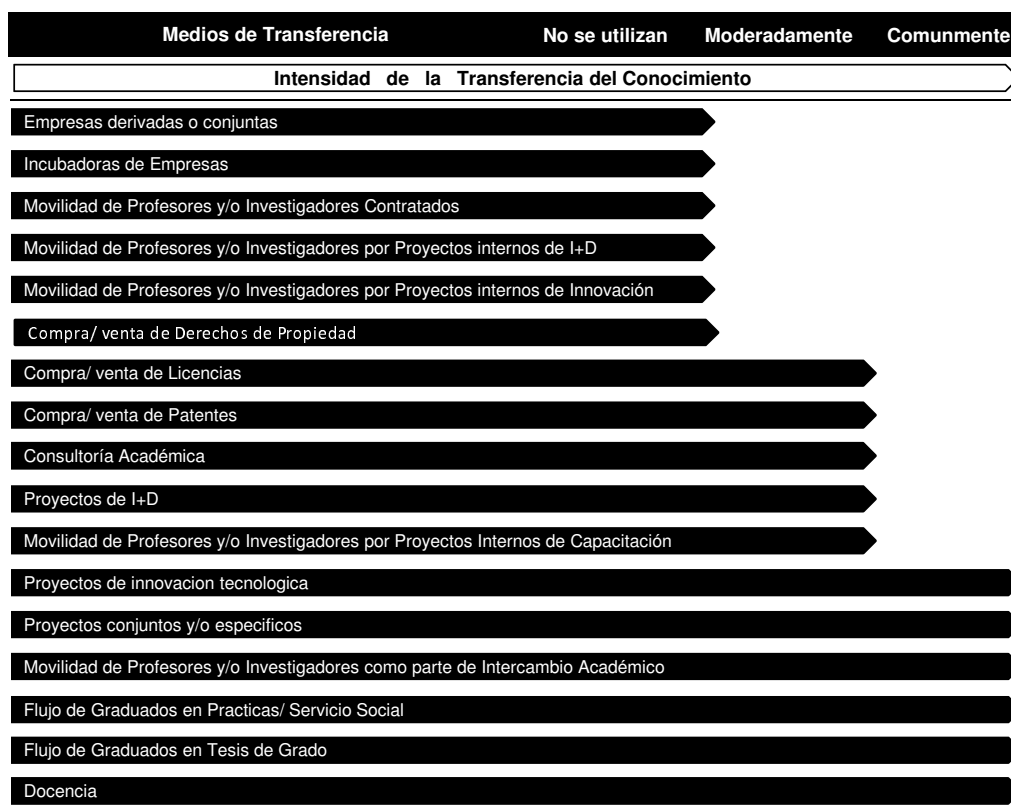 Medios de Transferencia No se utilizan Moderadamente Comunmente
Intensidad de la Transferencia del Conocimiento
Empresas derivadas o conjuntas
Incubadoras de Empresas
Movilidad de Profesores y/o Investigadores Contratados
Movilidad de Profesores y/o Investigadores por Proyectos internos de I+D
Movilidad de Profesores y/o Investigadores por Proyectos internos de Innovación
Compra/ venta de Derechos de Propiedad
Compra/ venta de Licencias
Compra/ venta de Patentes
Consultoría Académica
Proyectos de I+D
Movilidad de Profesores y/o Investigadores por Proyectos Internos de Capacitación
Proyectos de innovacion tecnologica
Proyectos conjuntos y/o especificos
Movilidad de Profesores y/o Investigadores como parte de Intercambio Académico
Flujo de Graduados en Practicas/ Servicio Social
Flujo de Graduados en Tesis de Grado
Docencia